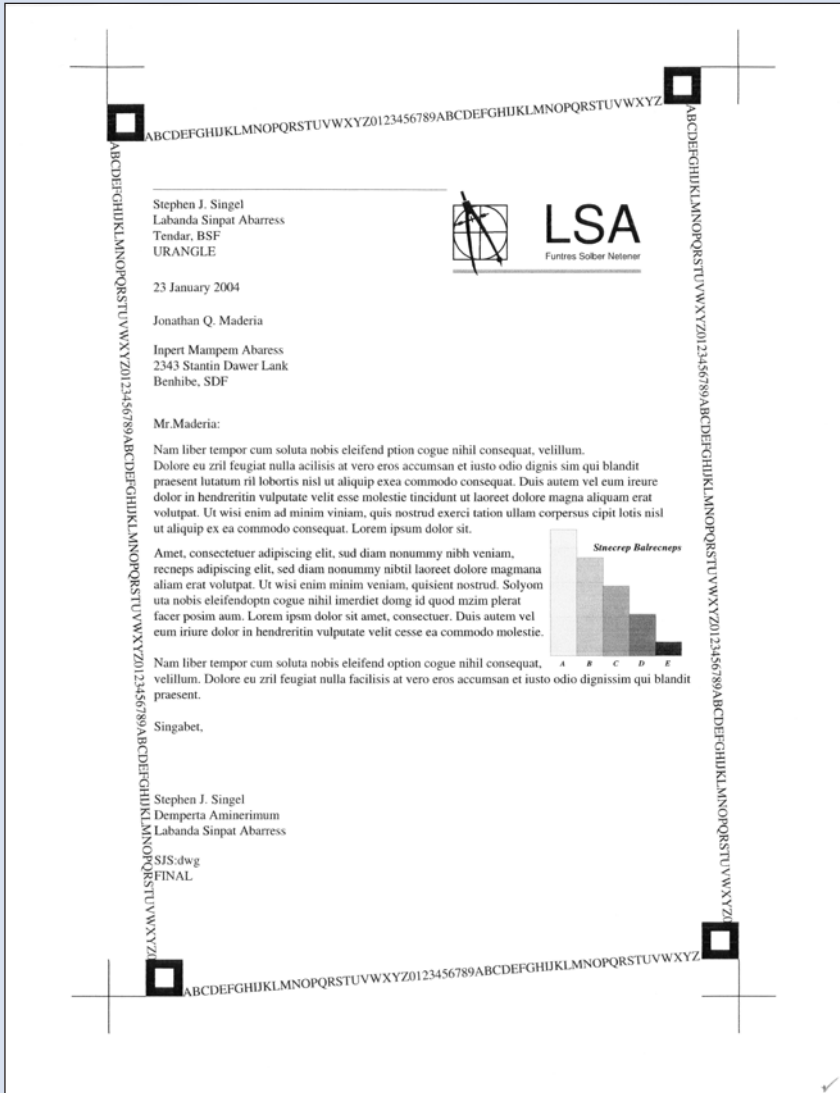 ABCDEFGHIJKLMNOPQRSTUVWXYZ0123456789ABCDEFGHIJKLMNOPQRSTUVWXYZ
ABCDEFGHIJKLMNOPQRSTUVWXYZ0123456789ABCDEFGHIJKLMNOPQRSTUVWXYZ0123456789ABCDEFGHIJKLMNOPQRSTUVWXYZ0
ABCDEFGHIJKLMNOPQRSTUVWXYZ0123456789ABCDEFGHIJKLMNOPQRSTUVWXYZ0123456789ABCDEFGHIJKLMNOPQRSTUVWXYZ0
Stephen J. Singel
Labanda Sinpat Abarress
Tendar, BSF
URANGLE
LSA
Funtres Solber Netener
23 January 2004
Jonathan Q. Maderia
Inpert Mampem Abaress
2343 Stantin Dawer Lank
Benhibe, SDF
Mr.Maderia:
Nam liber tempor cum soluta nobis eleifend ption cogue nihil consequat, velillum.
Dolore eu zril feugiat nulla acilisis at vero eros accumsan et iusto odio dignis sim qui blandit
praesent lutatum ril lobortis nisl ut aliquip exea commodo consequat. Duis autem vel eum ireure
dolor in hendreritin vulputate velit esse molestie tincidunt ut laoreet dolore magna aliquam erat
volutpat. Ut wisi enim ad minim viniam, quis nostrud exerci tation ullam corpersus cipit lotis nisl
ut aliquip ex ea commodo consequat. Lorem ipsum dolor sit.
Amet, consectetuer adipiscing elit, sud diam nonummy nibh veniam,
recneps adipiscing elit, sed diam nonummy nibtil laoreet dolore magmana
aliam erat volutpat. Ut wisi enim minim veniam, quisient nostrud. Solyom
uta nobis eleifendoptn cogue nihil imerdiet domg id quod mzim plerat
facer posim aum. Lorem ipsm dolor sit amet, consectuer. Duis autem vel
eum iriure dolor in hendreritin vulputate velit cesse ea commodo molestie.
Stnecrep Balrecneps
A B C D E
Nam liber tempor cum soluta nobis eleifend option cogue nihil consequat,
velillum. Dolore eu zril feugiat nulla facilisis at vero eros accumsan et iusto odio dignissim qui blandit
praesent.
Singabet,
Stephen J. Singel
Demperta Aminerimum
Labanda Sinpat Abarress
SJS:dwg
FINAL
ABCDEFGHIJKLMNOPQRSTUVWXYZ0123456789ABCDEFGHIJKLMNOPQRSTUVWXYZ